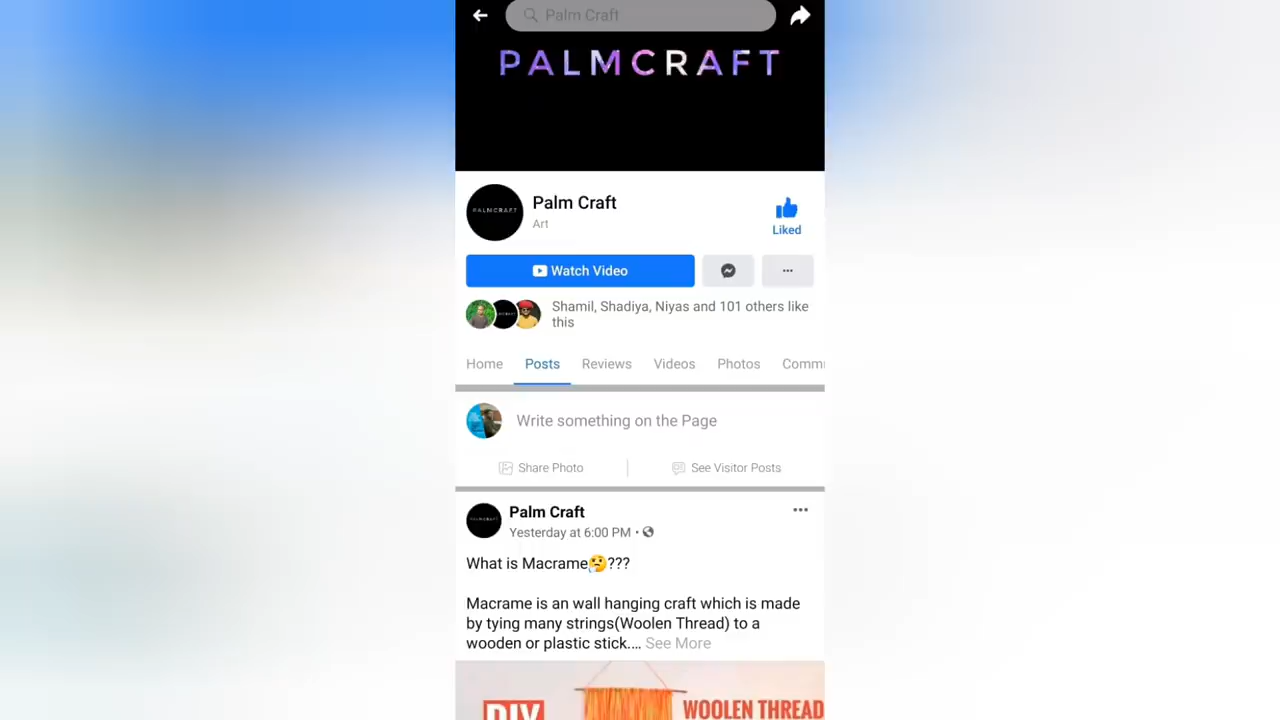 Palm Craft
PALMCRAFT
PALMCRAFT
Palm Craft
Art
Liked
Watch Video
Shamil, Shadiya, Niyas and 101 others like
this
Home Posts Reviews Videos Photos Comm
Write something on the Page
Share Photo See Visitor Posts
Palm Craft
Yesterday at 6:00 PM •
What is Macrame🤔???
Macrame is an wall hanging craft which is made
by tying many strings(Woolen Thread) to a
wooden or plastic stick.... See More
DIY WOOLEN THREAD